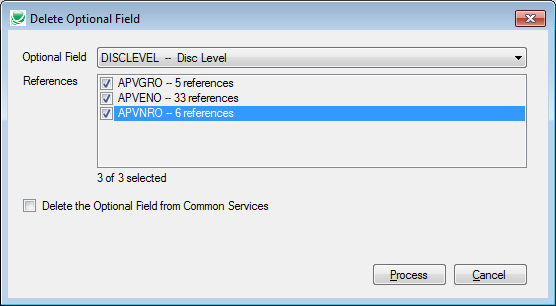 Delete Optional Field
Optional Field DISCLEVEL -- Disc Level
References APVGRO -- 5 references
APVENO -- 33 references
APVNRO -- 6 references
3 of 3 selected
Delete the Optional Field from Common Services
Process Cancel